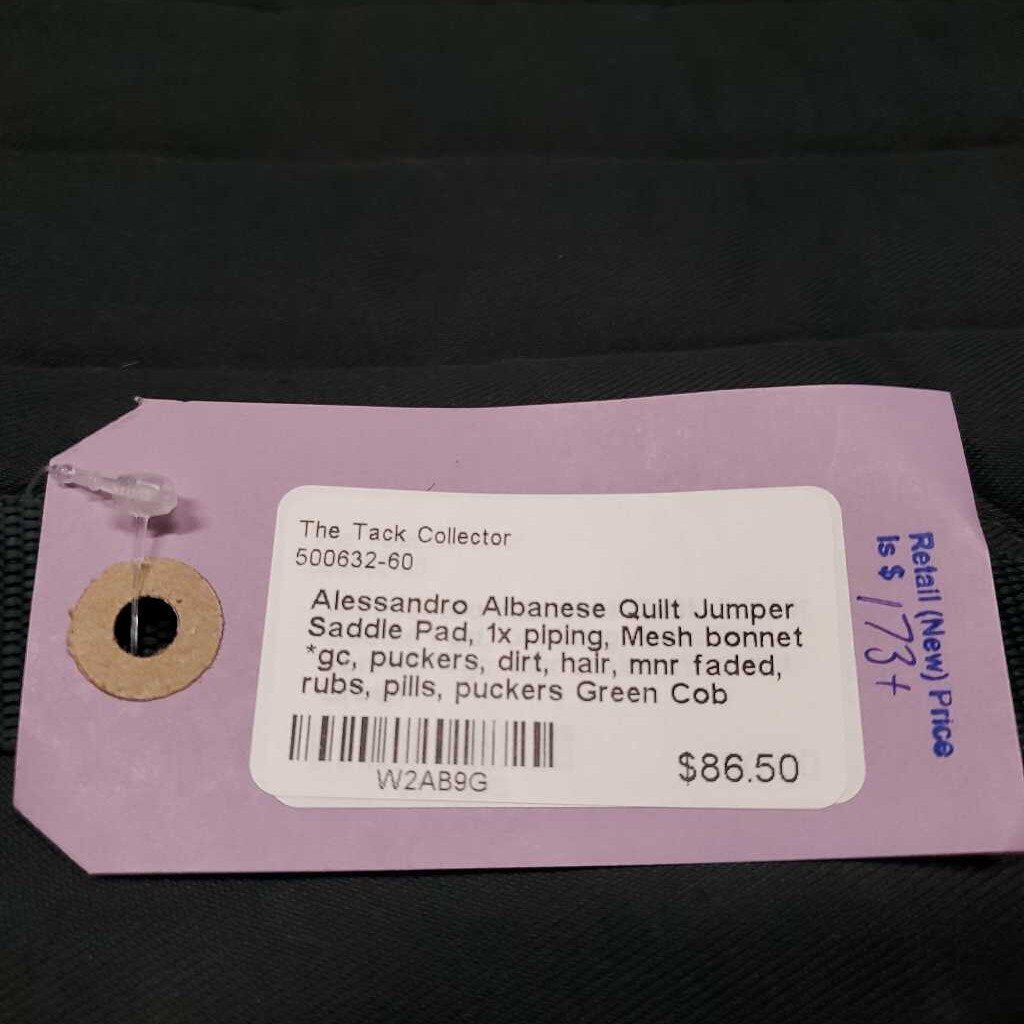 The Tack Collector
500632-60
Alessandro Albanese Quilt Jumper
Saddle Pad, 1x piping, Mesh bonnet
*gc, puckers, dirt, hair, mnr faded,
rubs, pills, puckers Green Cob
W2AB9G
$86.50
Retail (New) Price
Is $ 173+